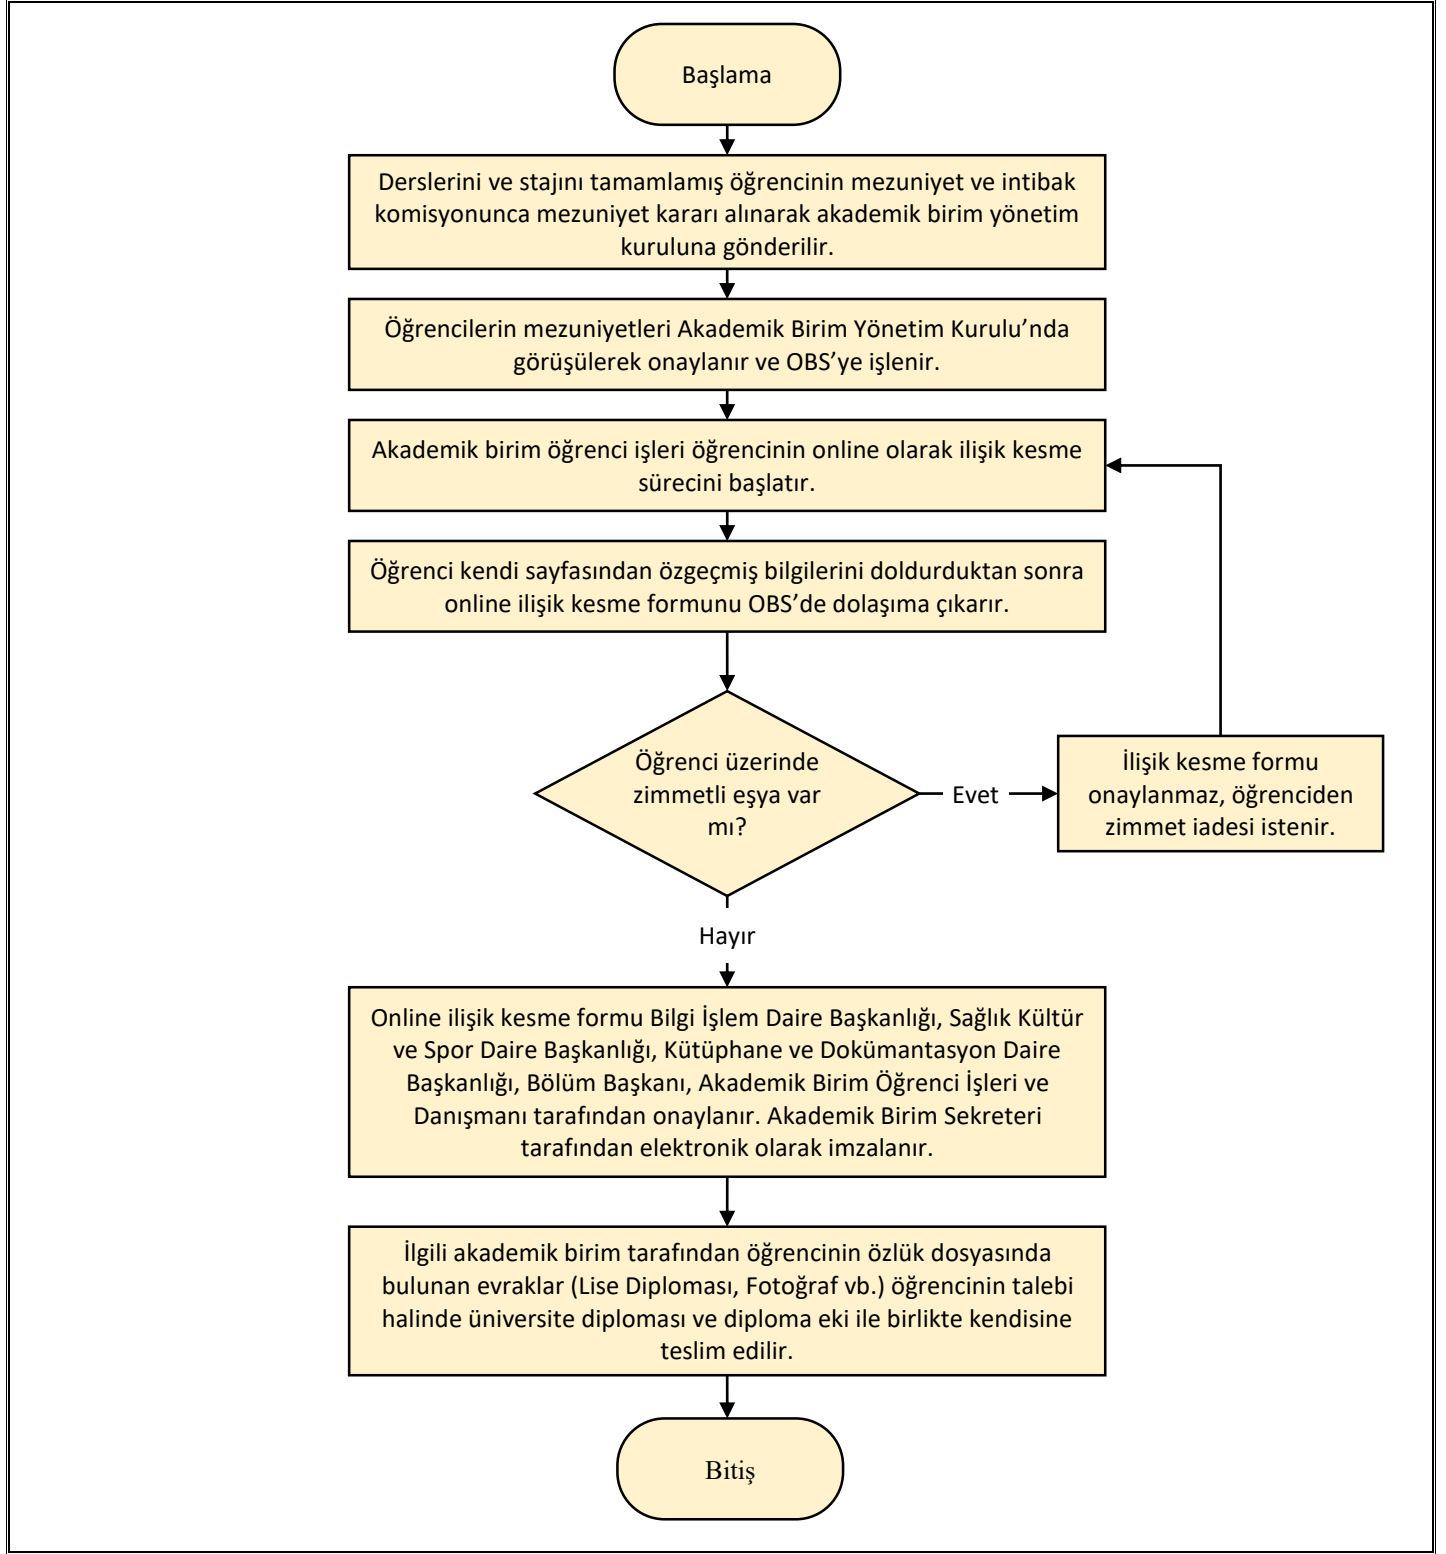 Başlama
Derslerini ve stajını tamamlamış öğrencinin mezuniyet ve intibak
komisyonunca mezuniyet kararı alınarak akademik birim yönetim
kuruluna gönderilir.
Öğrencilerin mezuniyetleri Akademik Birim Yönetim Kurulu’nda
görüşülerek onaylanır ve OBS’ye işlenir.
Akademik birim öğrenci işleri öğrencinin online olarak ilişik kesme
sürecini başlatır.
Öğrenci kendi sayfasından özgeçmiş bilgilerini doldurduktan sonra
online ilişik kesme formunu OBS’de dolaşıma çıkarır.
Öğrenci üzerinde
zimmetli eşya var
mı?
Evet
İlişik kesme formu
onaylanmaz, öğrenciden
zimmet iadesi istenir.
Hayır
Online ilişik kesme formu Bilgi İşlem Daire Başkanlığı, Sağlık Kültür
ve Spor Daire Başkanlığı, Kütüphane ve Dokümantasyon Daire
Başkanlığı, Bölüm Başkanı, Akademik Birim Öğrenci İşleri ve
Danışmanı tarafından onaylanır. Akademik Birim Sekreteri
tarafından elektronik olarak imzalanır.
İlgili akademik birim tarafından öğrencinin özlük dosyasında
bulunan evraklar (Lise Diploması, Fotoğraf vb.) öğrencinin talebi
halinde üniversite diploması ve diploma eki ile birlikte kendisine
teslim edilir.
Bitiş